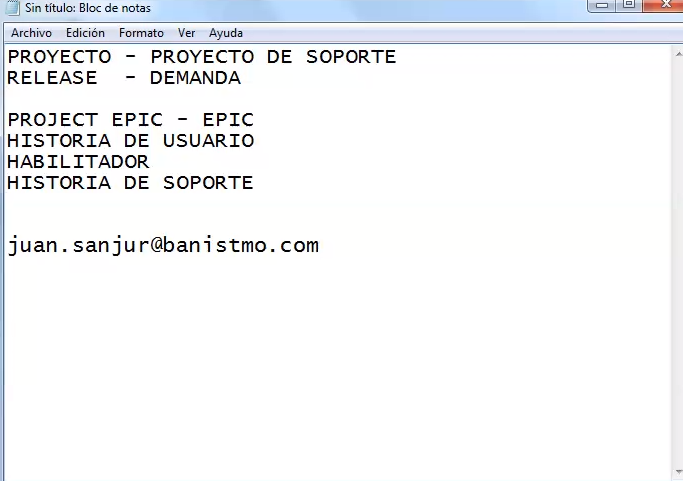 Sin título: Bloc de notas
Archivo Edición Formato Ver Ayuda
PROYECTO - PROYECTO DE SOPORTE
RELEASE - DEMANDA
PROJECT EPIC - EPIC
HISTORIA DE USUARIO
HABILITADOR
HISTORIA DE SOPORTE
juan.sanjur@banistmo.com